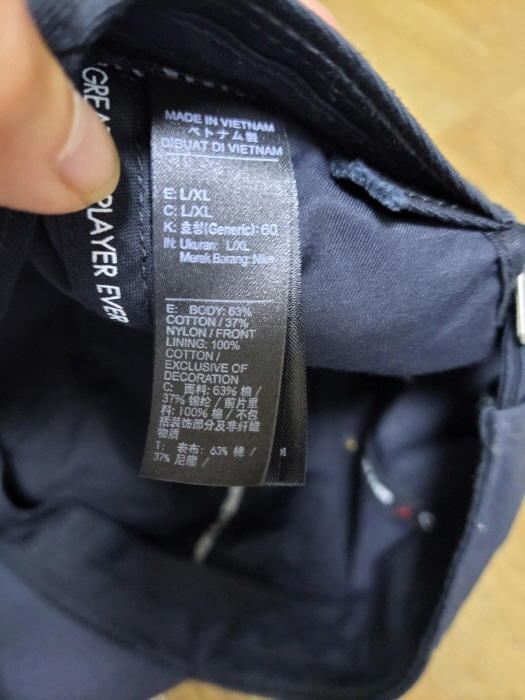 GREAT
PLAYER EVER
MADE IN VIETNAM
ベトナム製
DIBUAT DI VIETNAM
E: L/XL
C: L/XL
K: 호칭(Generic): 60
IN: Ukuran: L/XL
Merek Barang: Nike
E: BODY: 63%
COTTON / 37%
NYLON / FRONT
LINING: 100%
COTTON /
EXCLUSIVE OF
DECORATION
C: 面料: 63% 棉 /
37% 锦纶 / 前片里
料: 100% 棉 / 不包
括装饰部分及非纤维
物质
T: 表布: 63% 棉 /
37% 尼龍 /